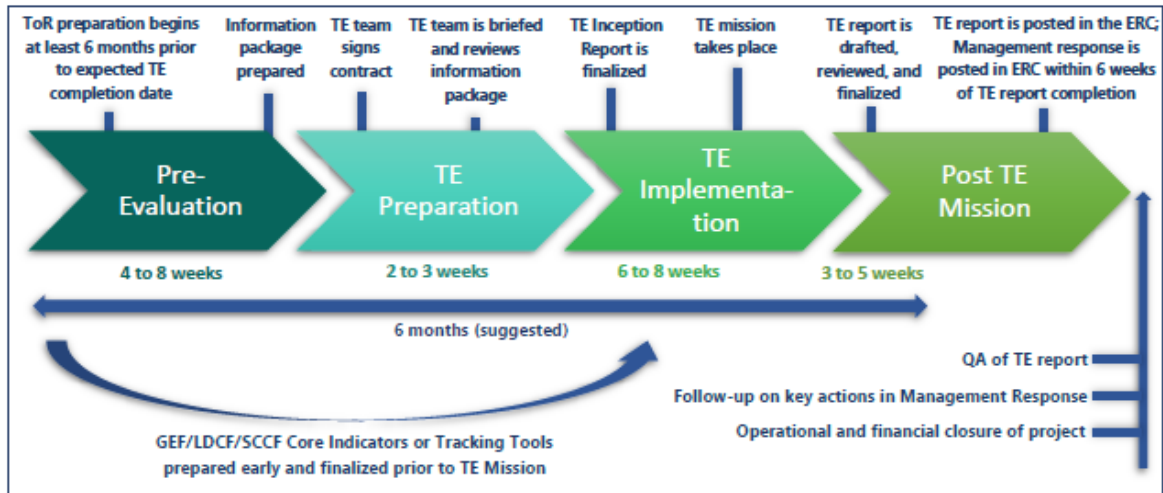 ToR preparation begins
at least 6 months prior
to expected TE
completion date
Information
package
prepared
TE team
signs
contract
TE team is briefed
and reviews
information
package
TE Inception
Report is
finalized
TE mission
takes place
TE report is
drafted,
reviewed, and
finalized
TE report is posted in the ERC;
Management response is
posted in ERC within 6 weeks
of TE report completion
Pre-
Evaluation
TE
Preparation
TE
Implementa-
tion
Post TE
Mission
4 to 8 weeks
2 to 3 weeks
6 to 8 weeks
3 to 5 weeks
6 months (suggested)
QA of TE report
Follow-up on key actions in Management Response
Operational and financial closure of project
GEF/LDCF/SCCF Core Indicators or Tracking Tools
prepared early and finalized prior to TE Mission